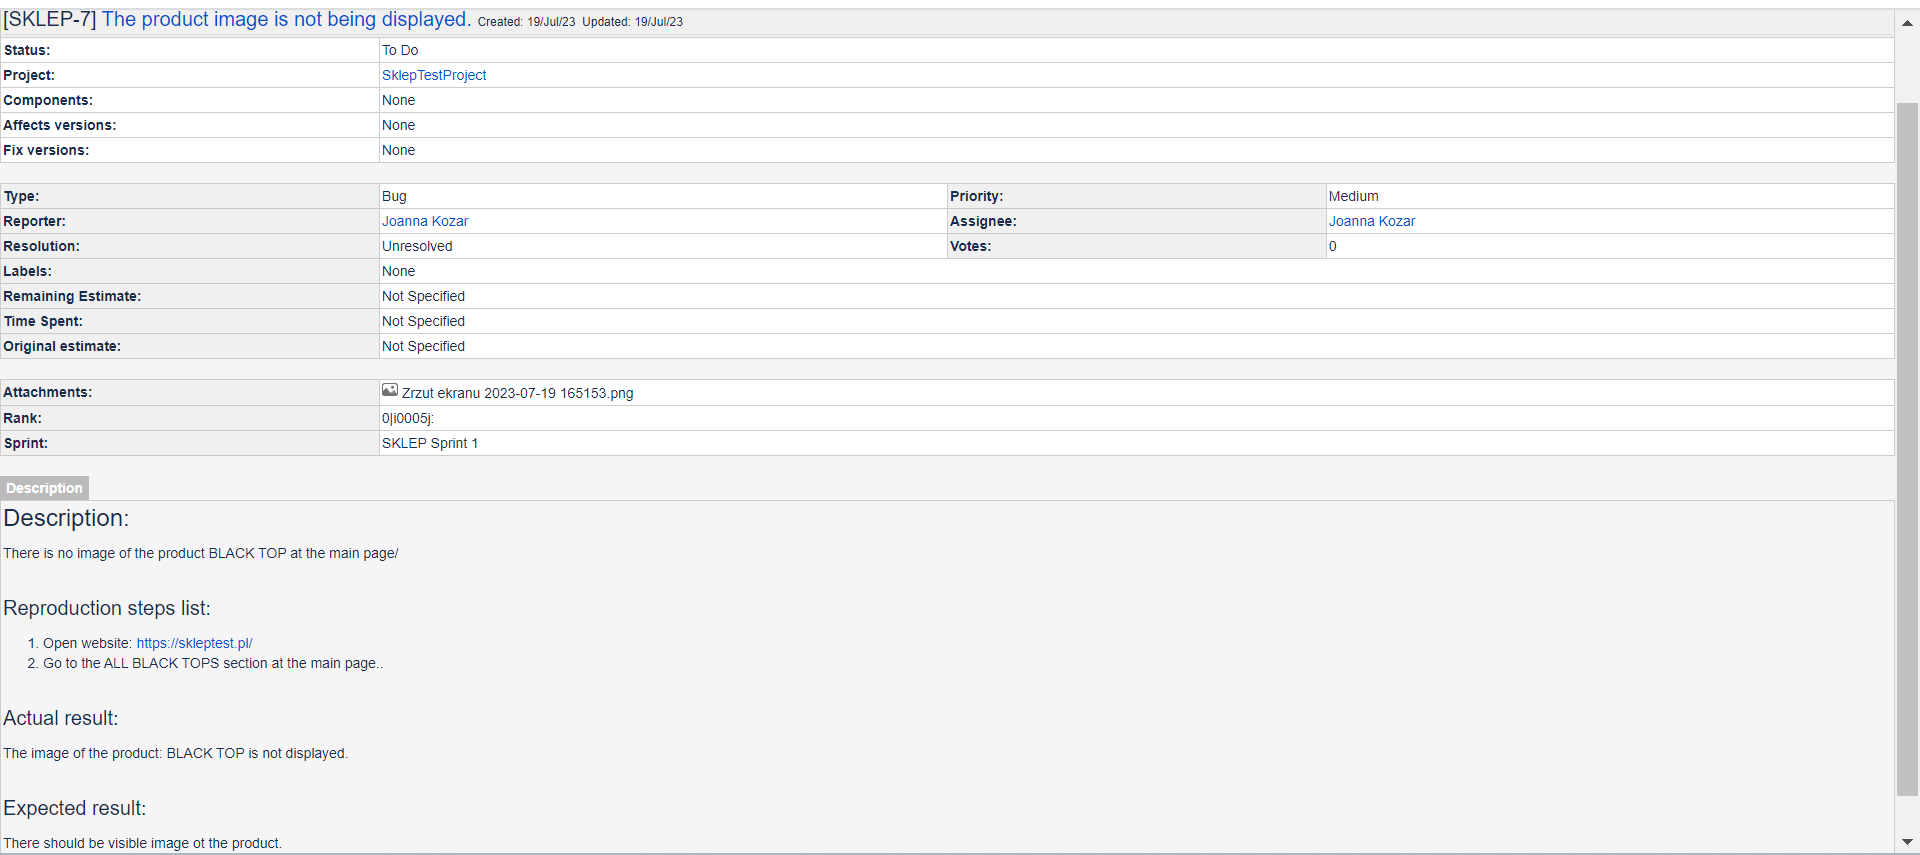 [SKLEP-7] The product image is not being displayed. Created: 19/Jul/23 Updated: 19/Jul/23
Status: To Do
Project: SklepTestProject
Components: None
Affects versions: None
Fix versions: None
Type: Bug Priority: Medium
Reporter: Joanna Kozar Assignee: Joanna Kozar
Resolution: Unresolved Votes: 0
Labels: None
Remaining Estimate: Not Specified
Time Spent: Not Specified
Original estimate: Not Specified
Attachments: Zrzut ekranu 2023-07-19 165153.png
Rank: 0|i0005j:
Sprint: SKLEP Sprint 1
Description
Description:
There is no image of the product BLACK TOP at the main page/
Reproduction steps list:
1. Open website: https://skleptest.pl/
2. Go to the ALL BLACK TOPS section at the main page..
Actual result:
The image of the product: BLACK TOP is not displayed.
Expected result:
There should be visible image ot the product.